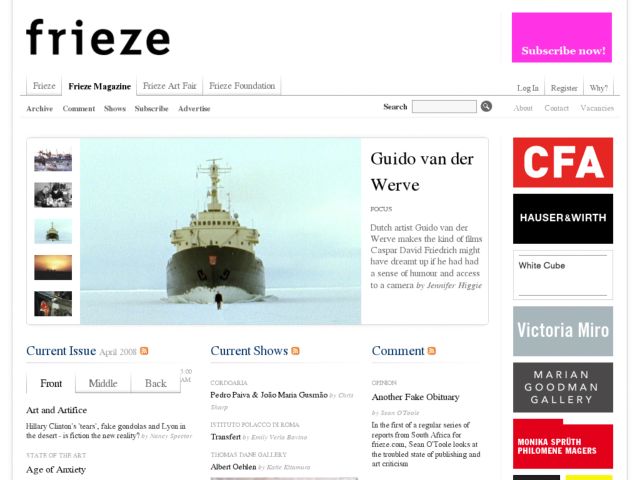 frieze
Subscribe now!
Frieze
Frieze Magazine
Frieze Art Fair
Frieze Foundation
Log In
Register
Why?
Archive
Comment
Shows
Subscribe
Advertise
Search
About
Contact
Vacancies
Guido van der
Werve
FOCUS
Dutch artist Guido van der
Werve makes the kind of films
Caspar David Friedrich might
have dreamt up if he had had
a sense of humour and access
to a camera by Jennifer Higgie
CFA
HAUSER & WIRTH
White Cube
Victoria Miro
MARIAN
GOODMAN
GALLERY
MONIKA SPRÜTH
PHILOMENE MAGERS
Current Issue April 2008
Front
Middle
Back
5:00
AM
Art and Artifice
Hillary Clinton's 'tears', fake gondolas and Lyon in
the desert - is fiction the new reality? by Nancy Spector
STATE OF THE ART
Age of Anxiety
Current Shows
CORDOARIA
Pedro Paiva & João Maria Gusmão by Chris
Sharp
ISTITUTO POLACCO DI ROMA
Transfert by Emily Verla Bovino
THOMAS DANE GALLERY
Albert Oehlen by Katie Kitamura
Comment
OPINION
Another Fake Obituary
by Sean O'Toole
In the first of a regular series of
reports from South Africa for
frieze.com, Sean O'Toole looks at
the troubled state of publishing and
art criticism